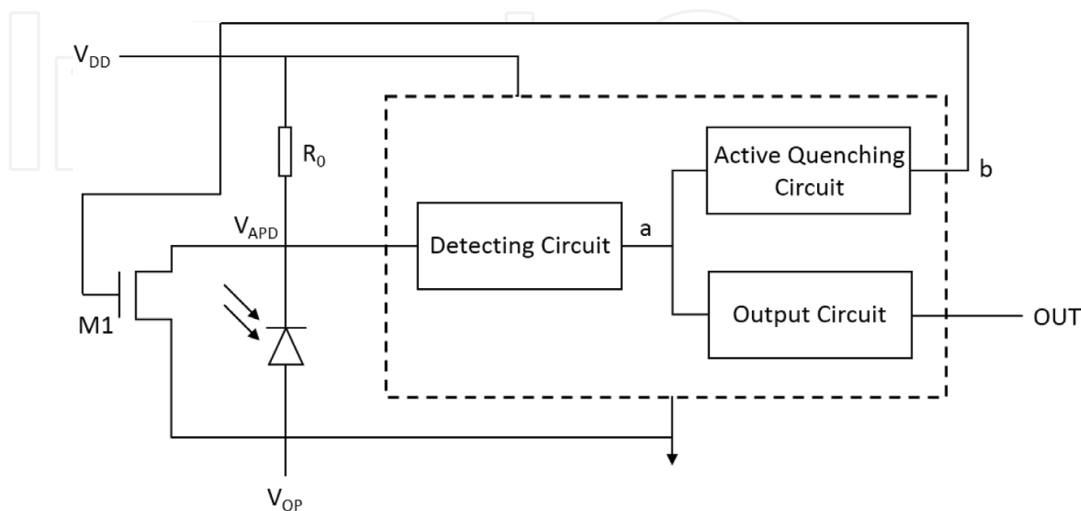 V_DD
R_0
V_APD
M1
V_OP
Detecting Circuit
a
Active Quenching
Circuit
b
Output Circuit
OUT